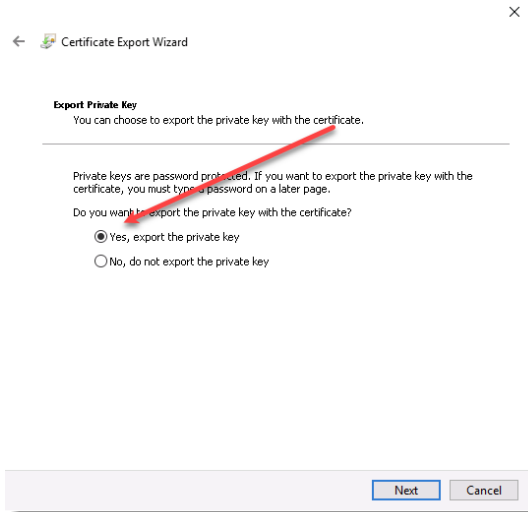 Certificate Export Wizard
Export Private Key
You can choose to export the private key with the certificate.
Private keys are password protected. If you want to export the private key with the
certificate, you must type a password on a later page.
Do you want to export the private key with the certificate?
Yes, export the private key
No, do not export the private key
Next
Cancel